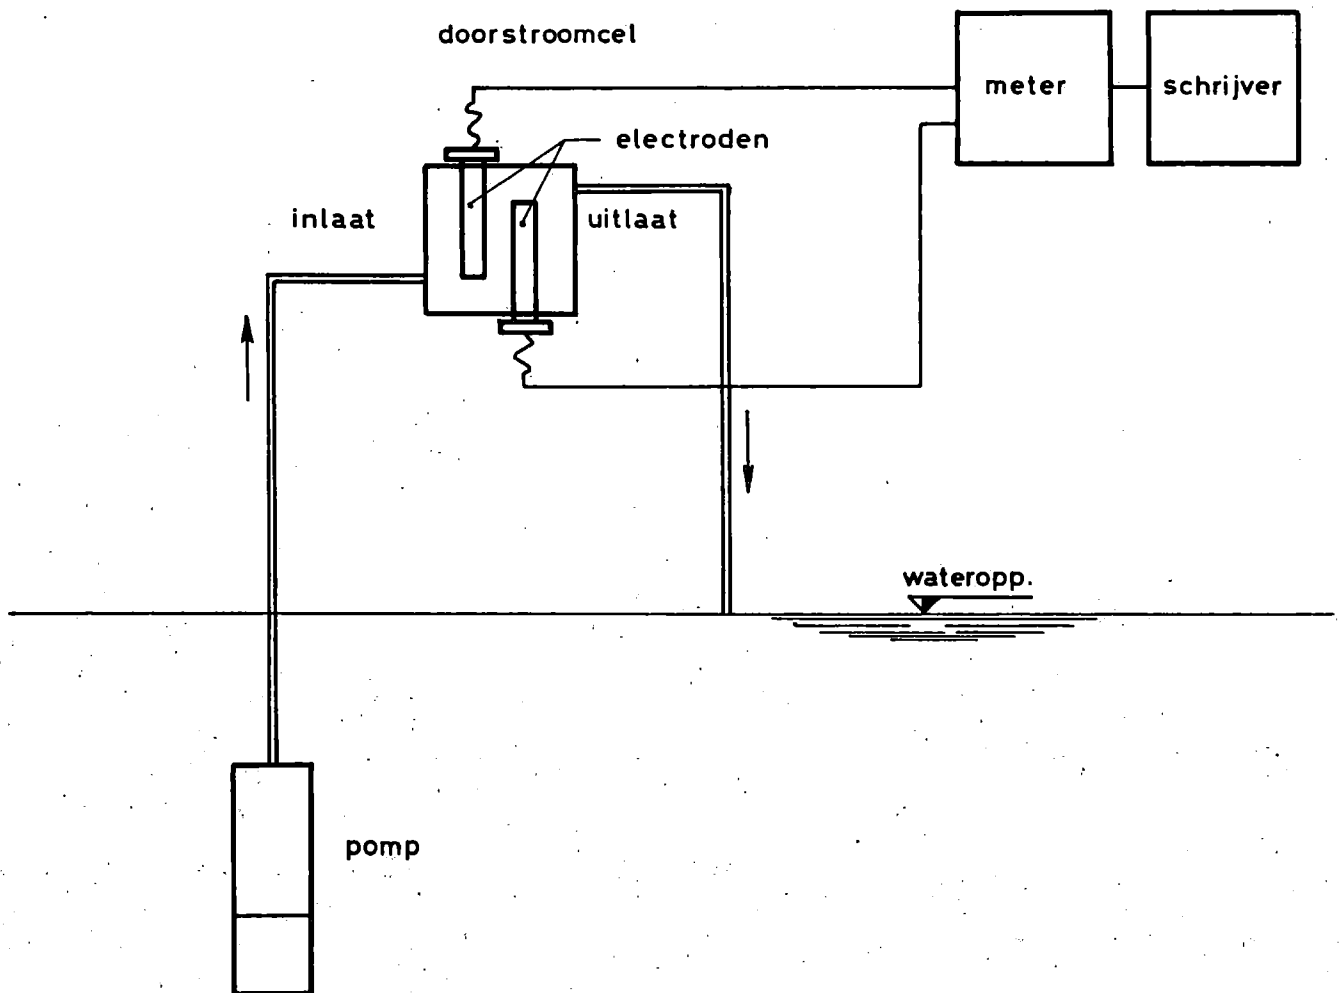 doorstroomcel
meter
schrijver
electroden
inlaat
uitlaat
wateropp.
pomp